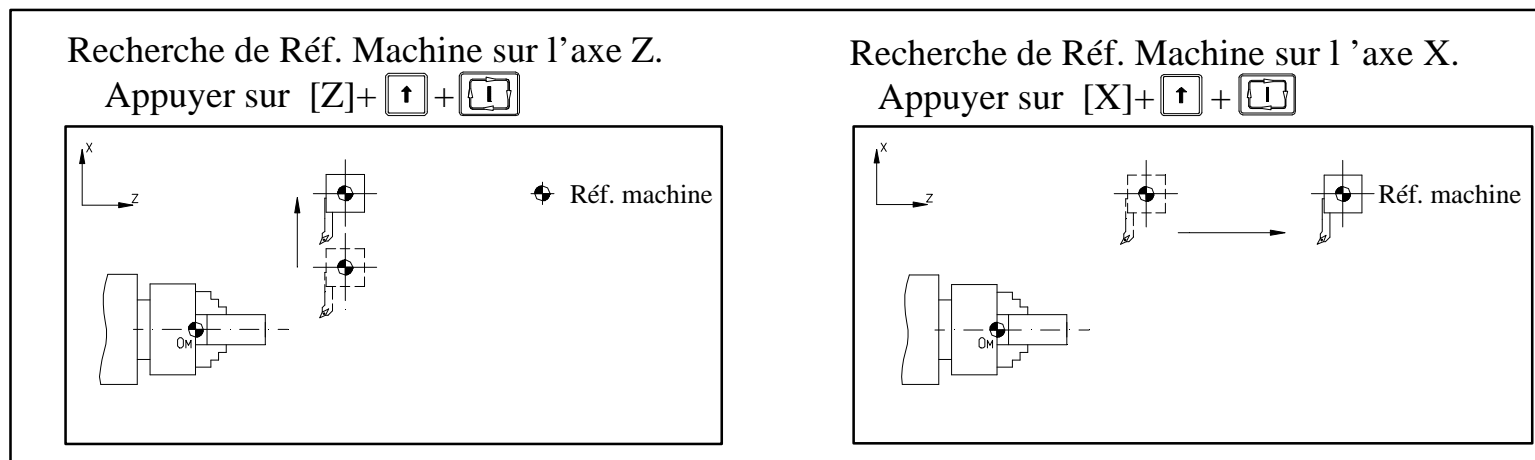 Recherche de Réf. Machine sur l'axe Z.
Appuyer sur [Z]+ ↑ + I
X
Z
Réf. machine
OM
Recherche de Réf. Machine sur l 'axe X.
Appuyer sur [X]+ ↑ + I
X
Z
Réf. machine
OM